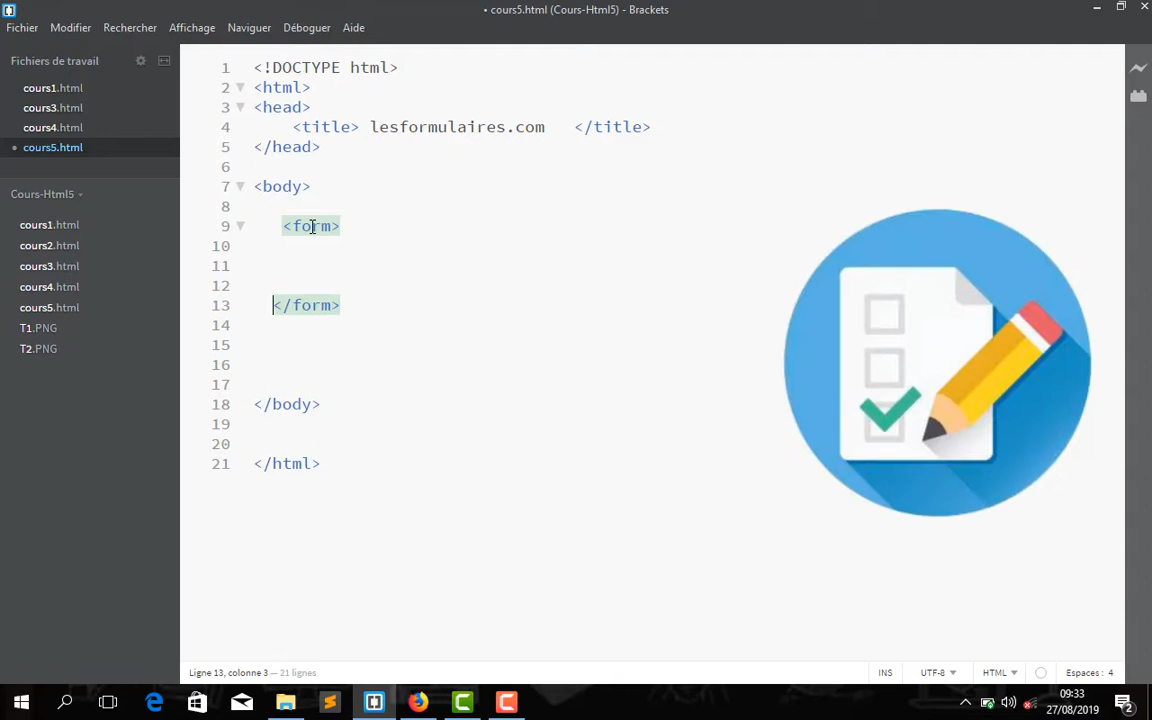 • cours5.html (Cours-Html5) - Brackets
Fichier Modifier Rechercher Affichage Naviguer Déboguer Aide
Fichiers de travail
cours1.html
cours3.html
cours4.html
• cours5.html
Cours-Html5
cours1.html
cours2.html
cours3.html
cours4.html
cours5.html
T1.PNG
T2.PNG
1 <!DOCTYPE html>
2 <html>
3 <head>
4 <title> lesformulaires.com </title>
5 </head>
6
7 <body>
8
9 <form>
10
11
12
13 </form>
14
15
16
17
18 </body>
19
20
21 </html>
Ligne 13, colonne 3 — 21 lignes
INS UTF-8 HTML Espaces : 4
09:33
27/08/2019
2